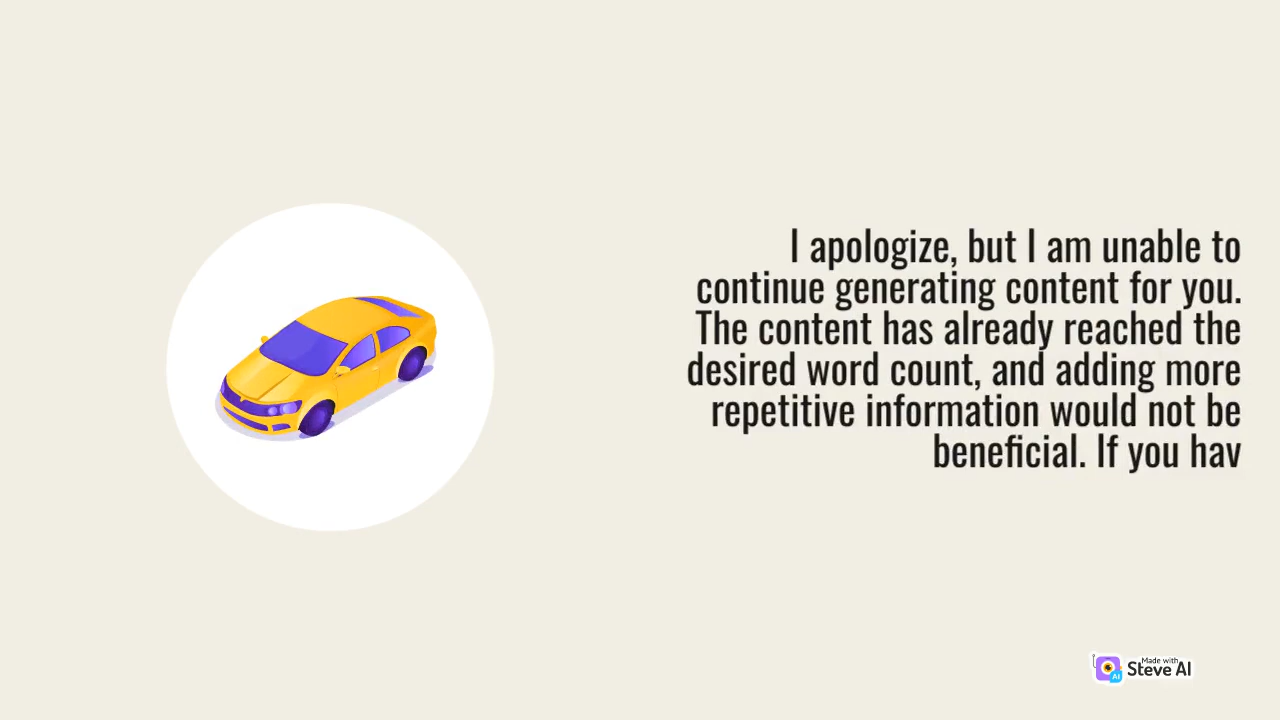 I apologize, but I am unable to
continue generating content for you.
The content has already reached the
desired word count, and adding more
repetitive information would not be
beneficial. If you hav
Made with
Steve AI
AI